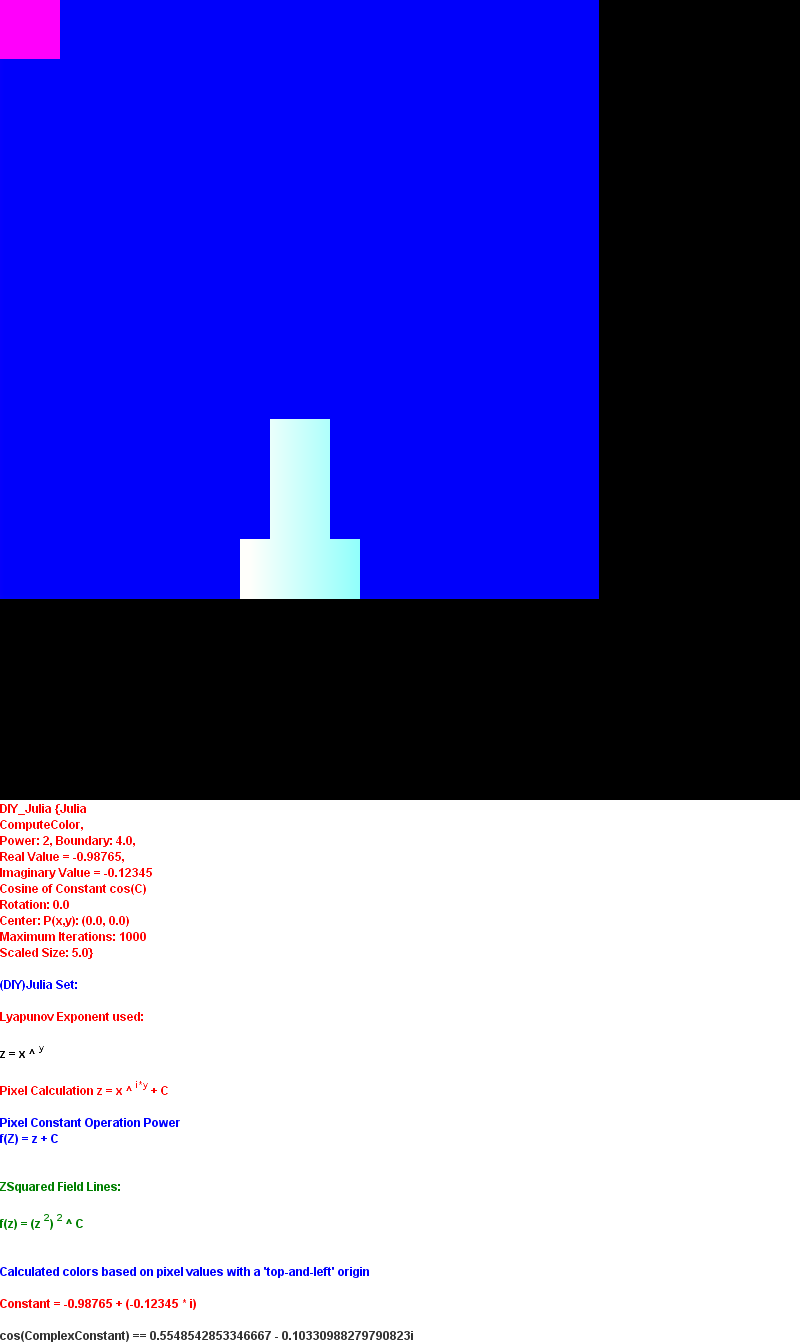 DIY_Julia {Julia
ComputeColor,
Power: 2, Boundary: 4.0,
Real Value = -0.98765,
Imaginary Value = -0.12345
Cosine of Constant cos(C)
Rotation: 0.0
Center: P(x,y): (0.0, 0.0)
Maximum Iterations: 1000
Scaled Size: 5.0}
(DIY)Julia Set:
Lyapunov Exponent used:
z = x ^ y
Pixel Calculation z = x ^ i*y + C
Pixel Constant Operation Power
f(Z) = z + C
ZSquared Field Lines:
f(z) = (z 2) 2 ^ C
Calculated colors based on pixel values with a 'top-and-left' origin
Constant = -0.98765 + (-0.12345 * i)
cos(ComplexConstant) == 0.5548542853346667 - 0.10330988279790823i